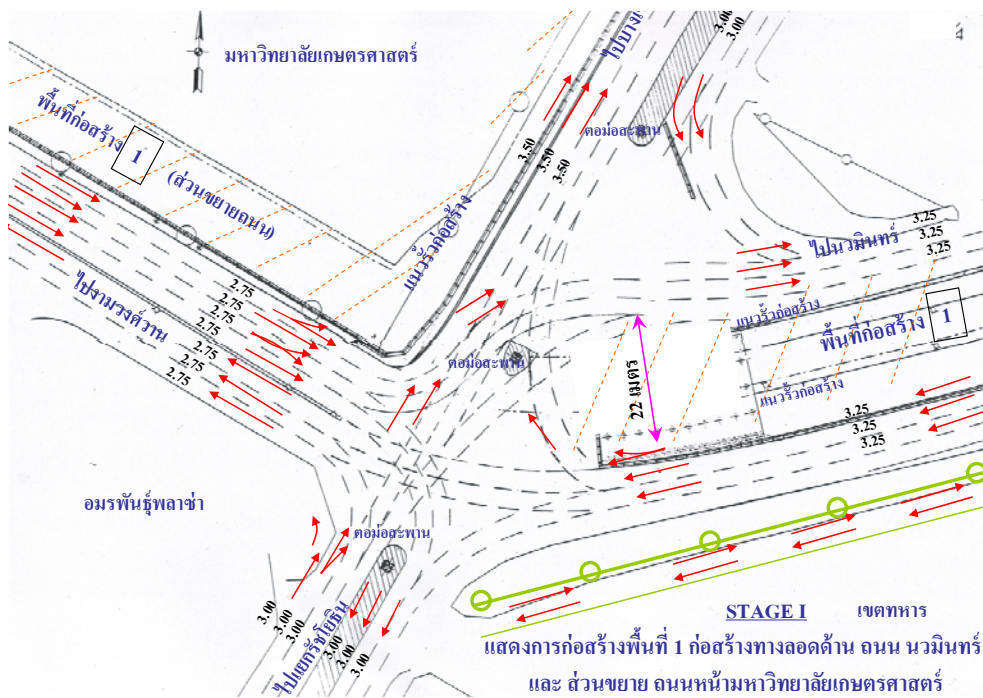 มหาวิทยาลัยเกษตรศาสตร์
3.00
3.00
ตอม่อสะพาน
พื้นที่ก่อสร้าง 1
(ส่วนขยายถนน)
แนวรั้วก่อสร้าง
3.50
3.50
3.50
ไปนวมินทร์
3.25
3.25
3.25
ไปงามวงศ์วาน
2.75
2.75
2.75
2.75
2.75
2.75
2.75
แนวรั้วก่อสร้าง
พื้นที่ก่อสร้าง 1
ตอม่อสะพาน
22 เมตร
แนวรั้วก่อสร้าง
3.25
3.25
3.25
อมรพันธุ์พลาซ่า
ตอม่อสะพาน
3.00
3.00
3.00
ไปแยกรัชโยธิน
3.00
3.00
3.00
STAGE I เขตทหาร
แสดงการก่อสร้างพื้นที่ 1 ก่อสร้างทางลอดด้าน ถนน นวมินทร์
และ ส่วนขยาย ถนนหน้ามหาวิทยาลัยเกษตรศาสตร์